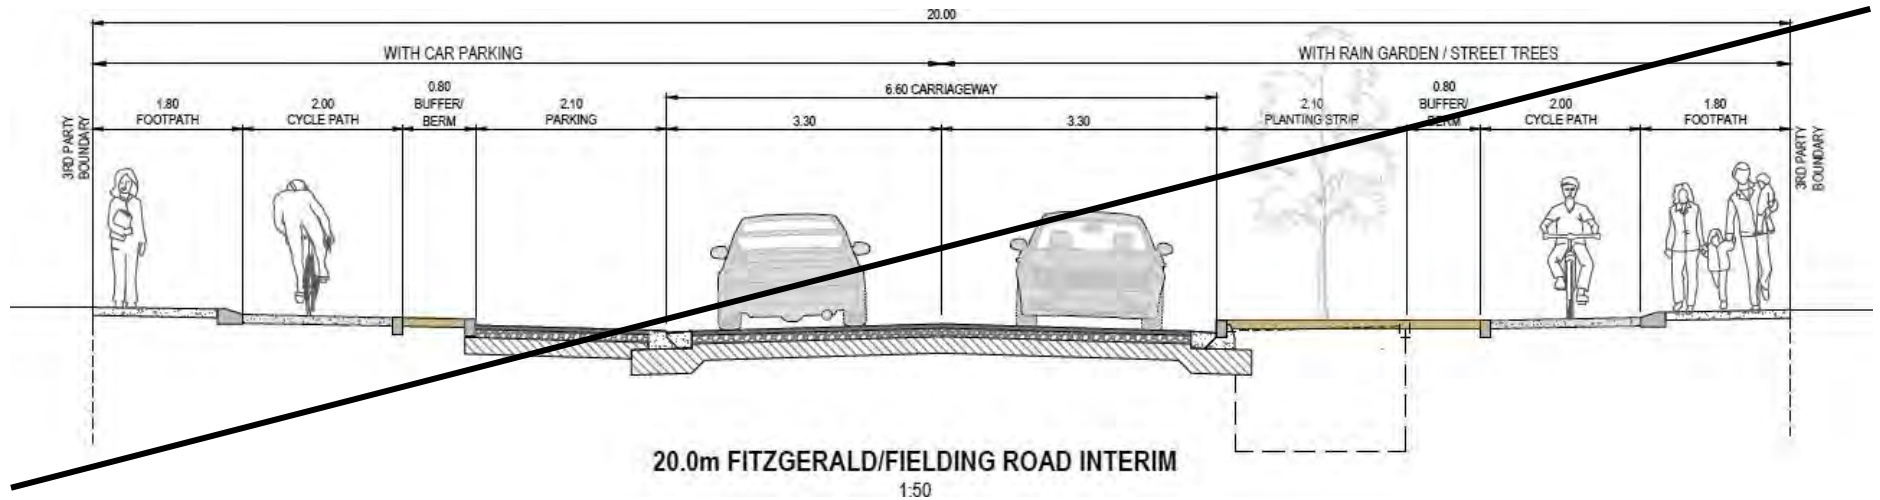 20.00
WITH CAR PARKING
WITH RAIN GARDEN / STREET TREES
3RD PARTY
BOUNDARY
1.80
FOOTPATH
2.00
CYCLE PATH
0.80
BUFFER/
BERM
2.10
PARKING
6.60 CARRIAGEWAY
3.30
3.30
2.10
PLANTING STRIP
0.80
BUFFER/
BERM
2.00
CYCLE PATH
1.80
FOOTPATH
3RD PARTY
BOUNDARY
20.0m FITZGERALD/FIELDING ROAD INTERIM
1:50